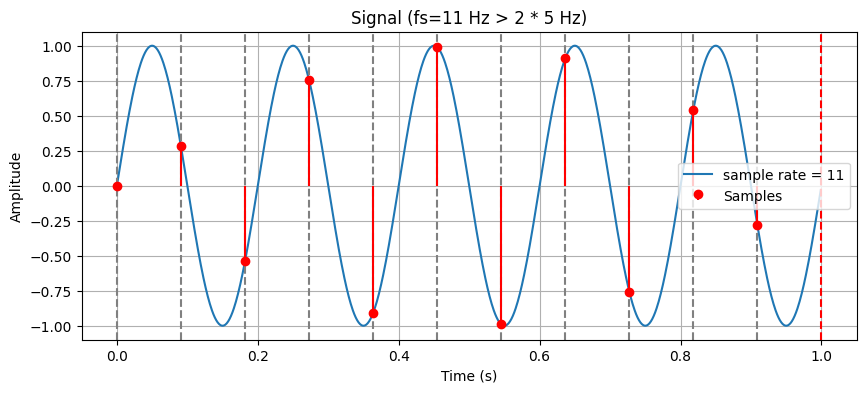 Signal (fs=11 Hz > 2 * 5 Hz)
Amplitude
1.00
0.75
0.50
0.25
0.00
−0.25
−0.50
−0.75
−1.00
sample rate = 11
Samples
0.0 0.2 0.4 0.6 0.8 1.0
Time (s)